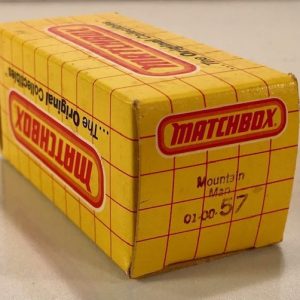 MATCHBOX
"The Original Collectibles"...
MATCHBOX
"The Original Collectibles"...
MATCHBOX
Mountain
Man
01-00-57